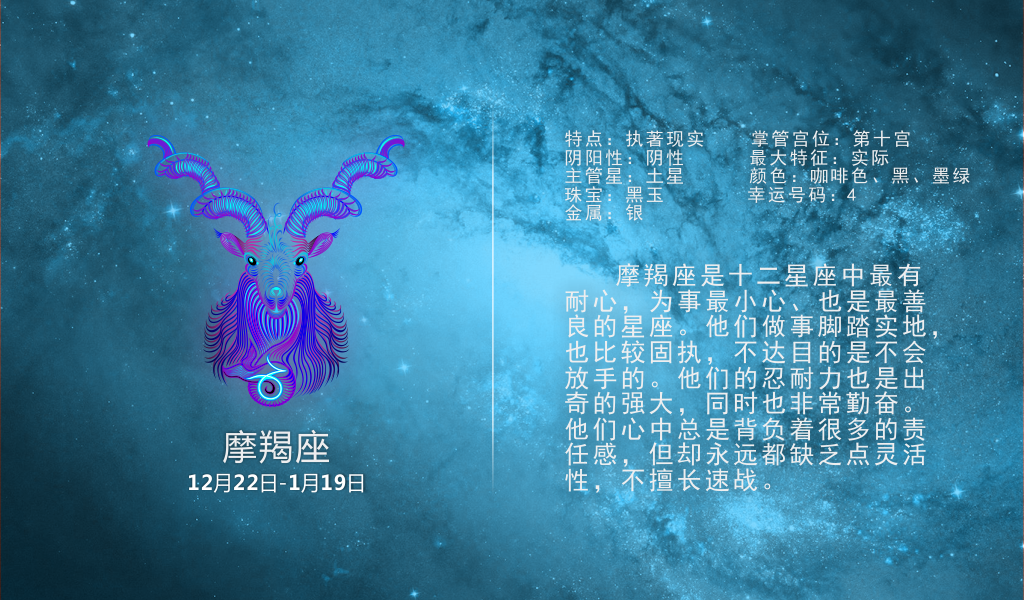 摩羯座
12月22日-1月19日
特点：执著现实 掌管宫位：第十宫
阴阳性：阴性 最大特征：实际
主管星：土星 颜色：咖啡色、黑、墨绿
珠宝：黑玉 幸运号码：4
金属：银
摩羯座是十二星座中最有
耐心，为事最小心、也是最善
良的星座。他们做事脚踏实地，
也比较固执，不达目的是不会
放手的。他们的忍耐力也是出
奇的强大，同时也非常勤奋。
他们心中总是背负着很多的责
任感，但却永远都缺乏点灵活
性，不擅长速战。